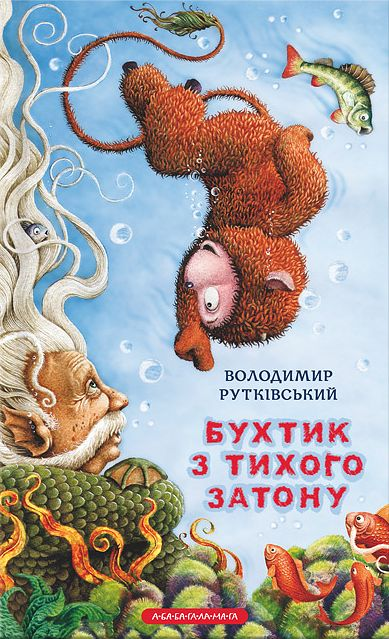 ВОЛОДИМИР
РУТКІВСЬКИЙ
БУХТИК
З ТИХОГО
ЗАТОНУ
А-БА-БА-ГА-ЛА-МА-ГА